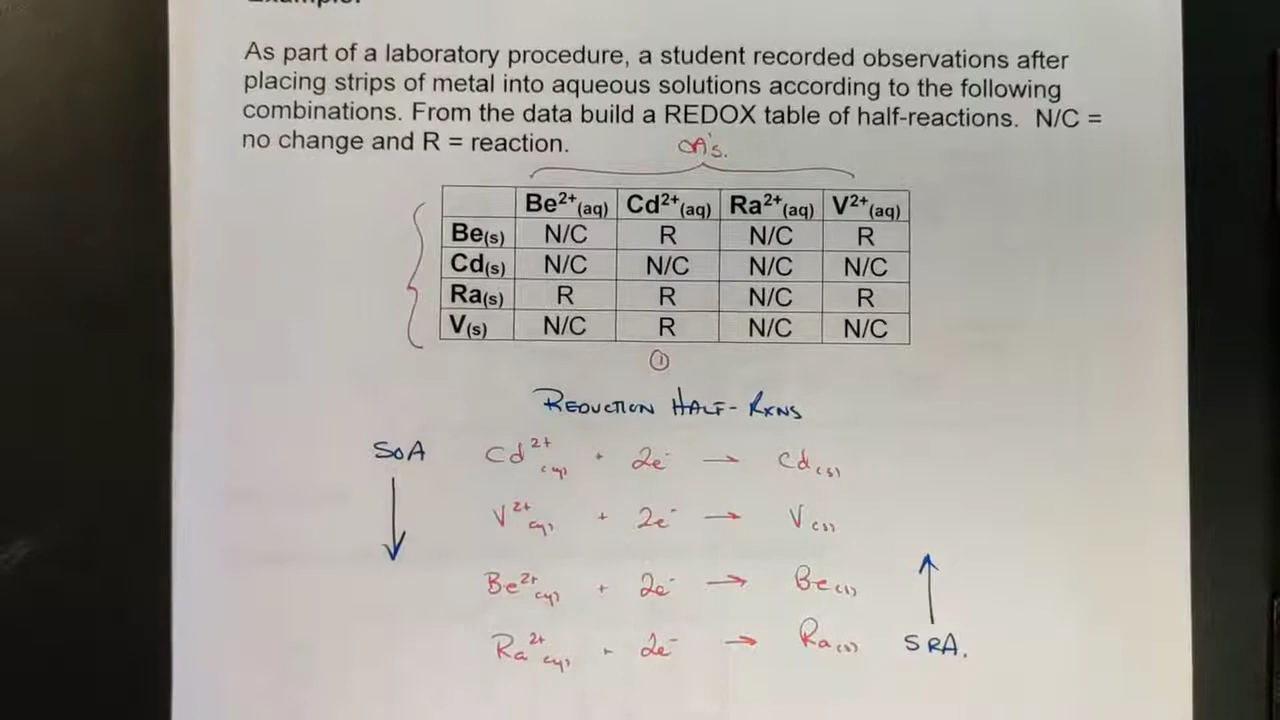 As part of a laboratory procedure, a student recorded observations after
placing strips of metal into aqueous solutions according to the following
combinations. From the data build a REDOX table of half-reactions. N/C =
no change and R = reaction.
OA's.
Be²⁺(aq) Cd²⁺(aq) Ra²⁺(aq) V²⁺(aq)
Be(s) N/C R N/C R
Cd(s) N/C N/C N/C N/C
Ra(s) R R N/C R
V(s) N/C R N/C N/C
①
REDUCTION HALF-RXNS
SOA Cd²⁺(aq) + 2e⁻ → Cd(s)
V²⁺(aq) + 2e⁻ → V(s)
Be²⁺(aq) + 2e⁻ → Be(s)
Ra²⁺(aq) + 2e⁻ → Ra(s) SRA.